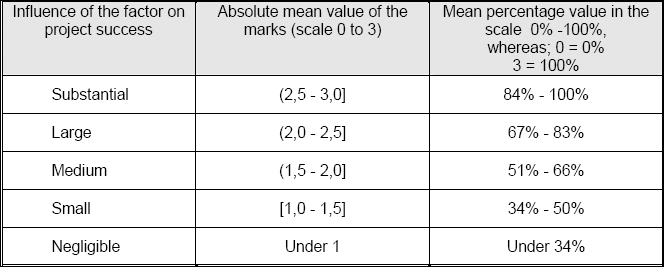 Influence of the factor on
project success
Absolute mean value of the
marks (scale 0 to 3)
Mean percentage value in the
scale 0% -100%,
whereas; 0 = 0%
3 = 100%
Substantial
(2,5 - 3,0]
84% - 100%
Large
(2,0 - 2,5]
67% - 83%
Medium
(1,5 - 2,0]
51% - 66%
Small
[1,0 - 1,5]
34% - 50%
Negligible
Under 1
Under 34%